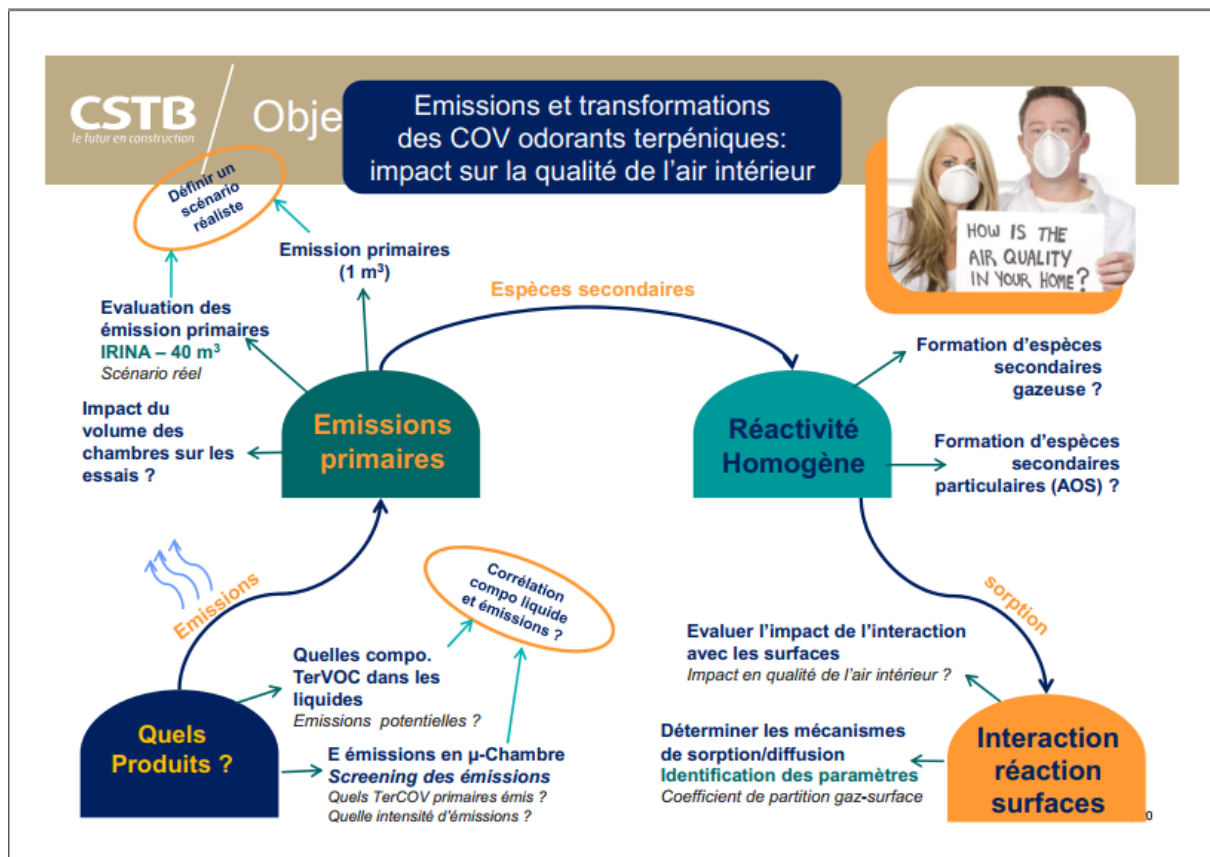 CSTB
le futur en construction
Obje
Emissions et transformations
des COV odorants terpéniques:
impact sur la qualité de l'air intérieur
HOW IS THE
AIR QUALITY
IN YOUR HOME?
Définir un
scénario
réaliste
Emission primaires
(1 m³)
Evaluation des
émission primaires
IRINA – 40 m³
Scénario réel
Impact du
volume des
chambres sur les
essais ?
Emissions
primaires
Espèces secondaires
Réactivité
Homogène
Formation d'espèces
secondaires
gazeuse ?
Formation d'espèces
secondaires
particulaires (AOS) ?
Emissions
Corrélation
compo liquide
et émissions ?
Quels
Produits ?
Quelles compo.
TerVOC dans les
liquides
Emissions potentielles ?
E émissions en µ-Chambre
Screening des émissions
Quels TerCOV primaires émis ?
Quelle intensité d'émissions ?
sorption
Evaluer l'impact de l'interaction
avec les surfaces
Impact en qualité de l'air intérieur ?
Déterminer les mécanismes
de sorption/diffusion
Identification des paramètres
Coefficient de partition gaz-surface
Interaction
réaction
surfaces